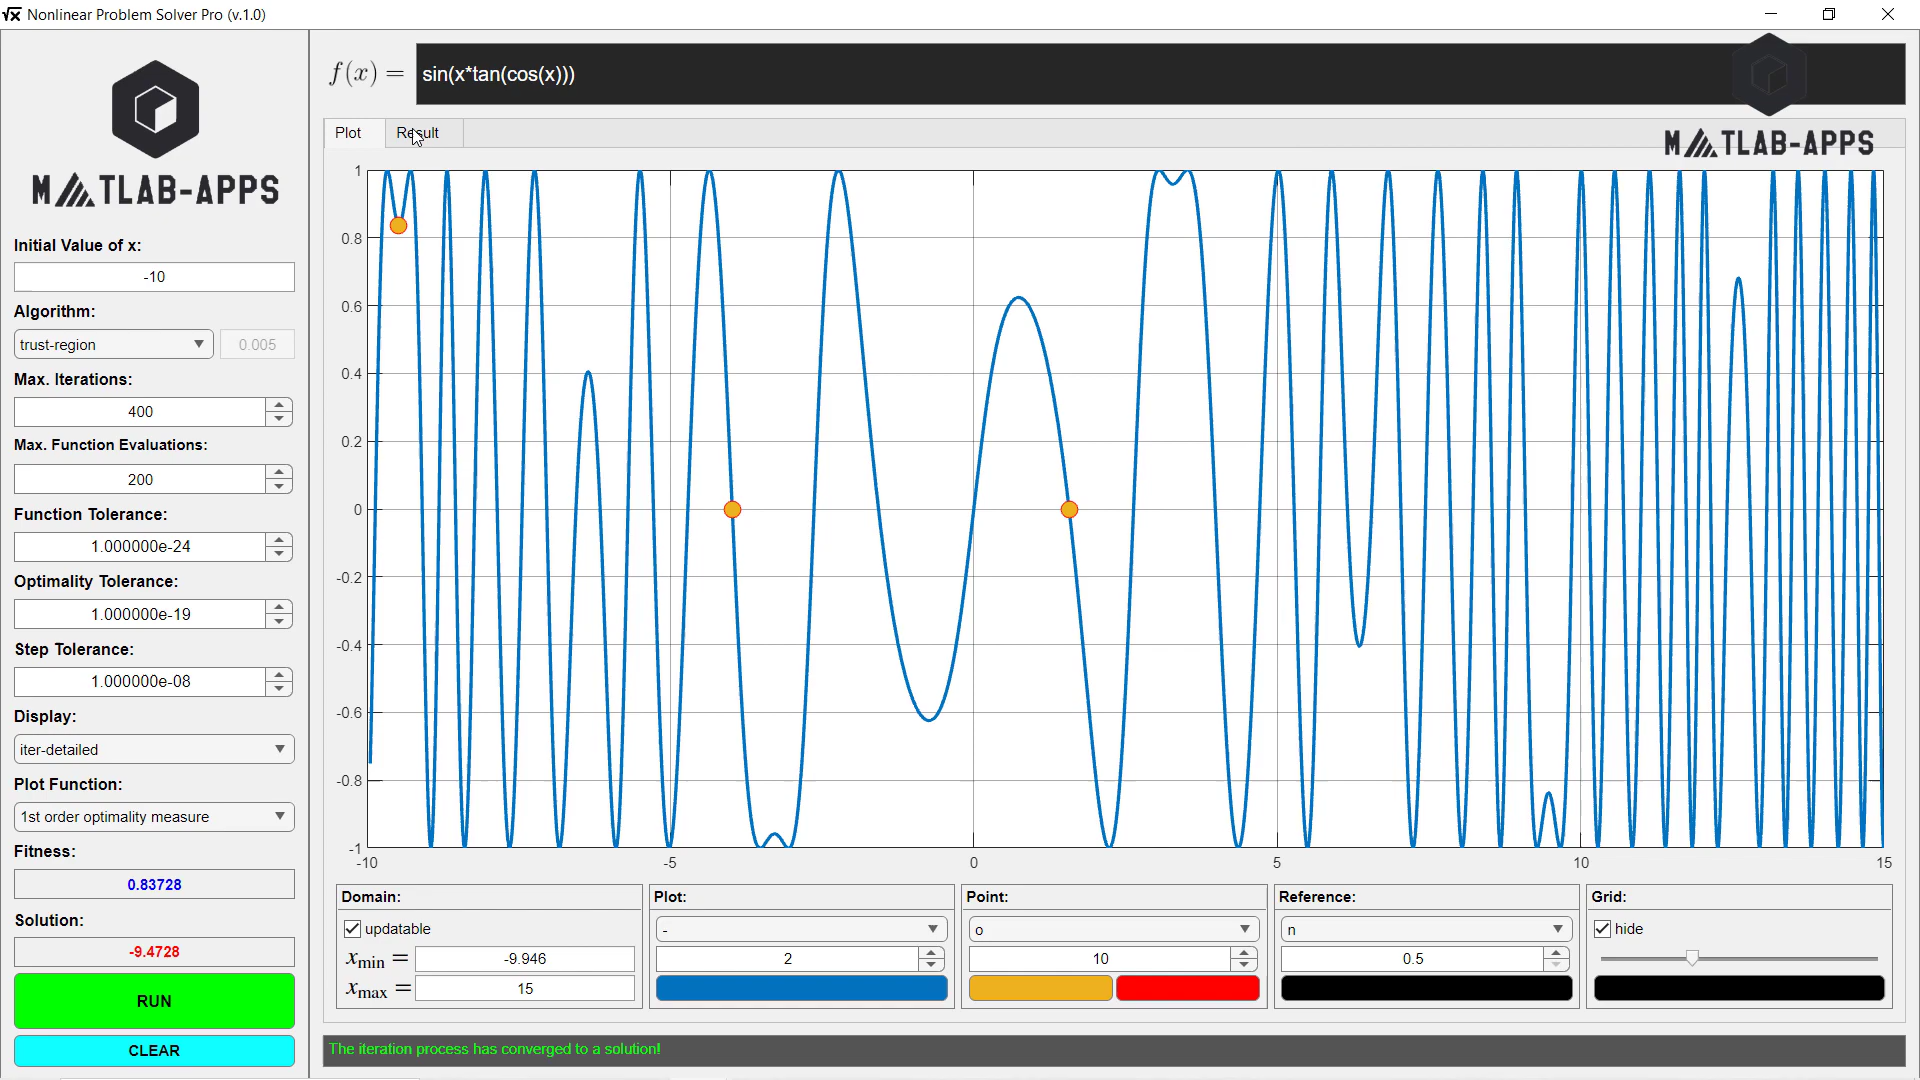 Nonlinear Problem Solver Pro (v.1.0)
MATLAB-APPS
Initial Value of x:
-10
Algorithm:
trust-region
0.005
Max. Iterations:
400
Max. Function Evaluations:
200
Function Tolerance:
1.000000e-24
Optimality Tolerance:
1.000000e-19
Step Tolerance:
1.000000e-08
Display:
iter-detailed
Plot Function:
1st order optimality measure
Fitness:
0.83728
Solution:
-9.4728
RUN
CLEAR
f(x) = sin(x*tan(cos(x)))
Plot Result
MATLAB-APPS
1
0.8
0.6
0.4
0.2
0
-0.2
-0.4
-0.6
-0.8
-1
-10 -5 0 5 10 15
Domain:
updatable
xmin = -9.946
xmax = 15
Plot:
-
2
Point:
o
10
Reference:
n
0.5
Grid:
hide
The iteration process has converged to a solution!